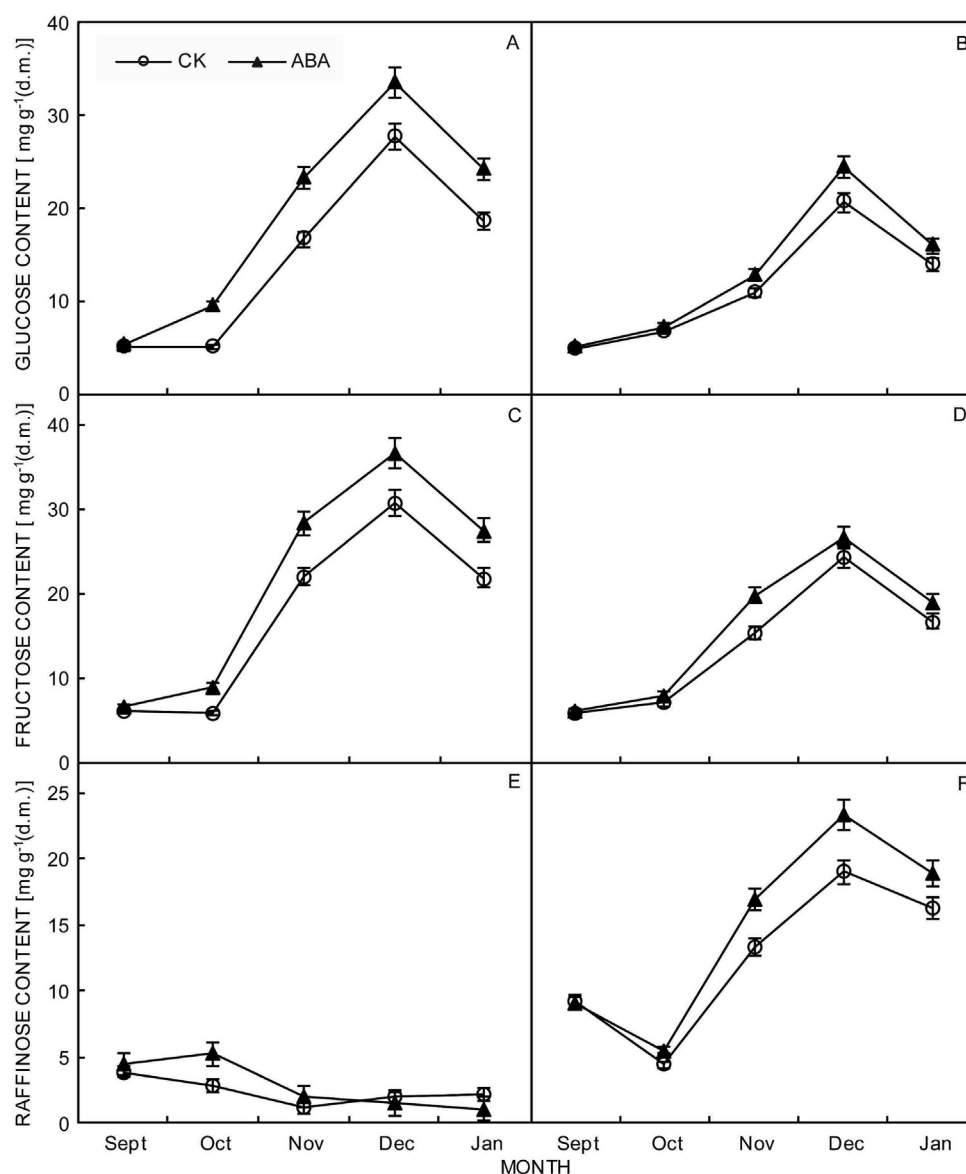 CK ABA
A
B
GLUCOSE CONTENT [ mg g-1(d.m.)]
40
30
20
10
0
C
D
FRUCTOSE CONTENT [ mg g-1(d.m.)]
40
30
20
10
0
E
F
RAFFINOSE CONTENT [mg g-1(d.m.)]
25
20
15
10
5
0
Sept Oct Nov Dec Jan Sept Oct Nov Dec Jan
MONTH